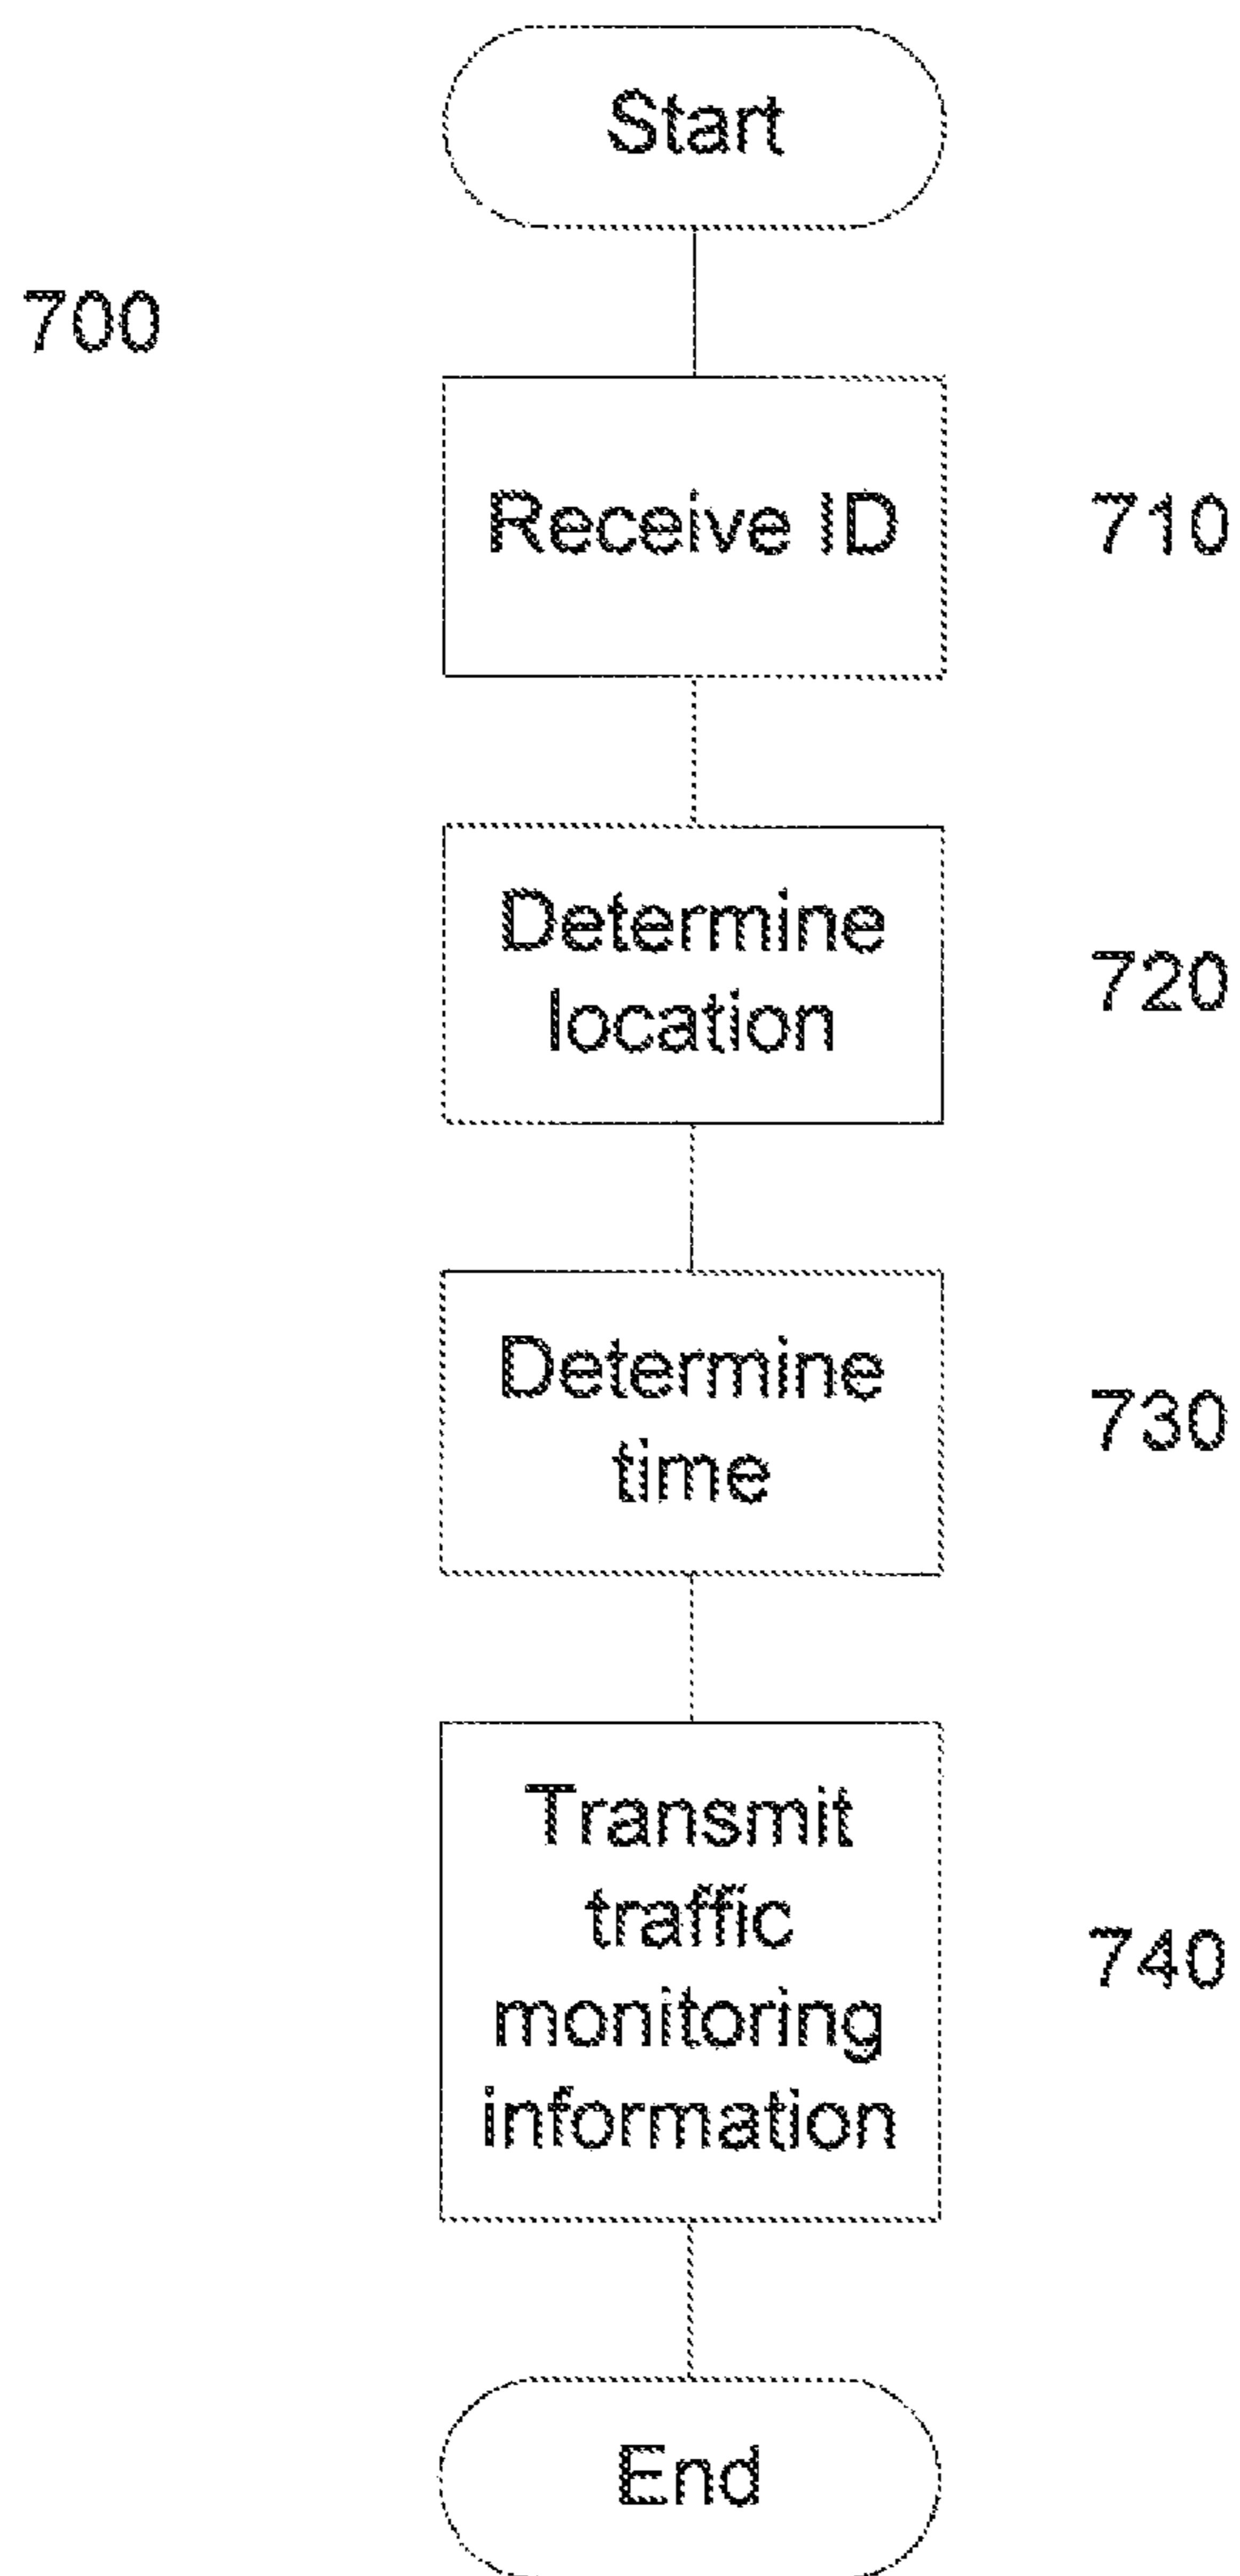 Start
700
Receive ID
710
Determine
location
720
Determine
time
730
Transmit
traffic
monitoring
information
740
End